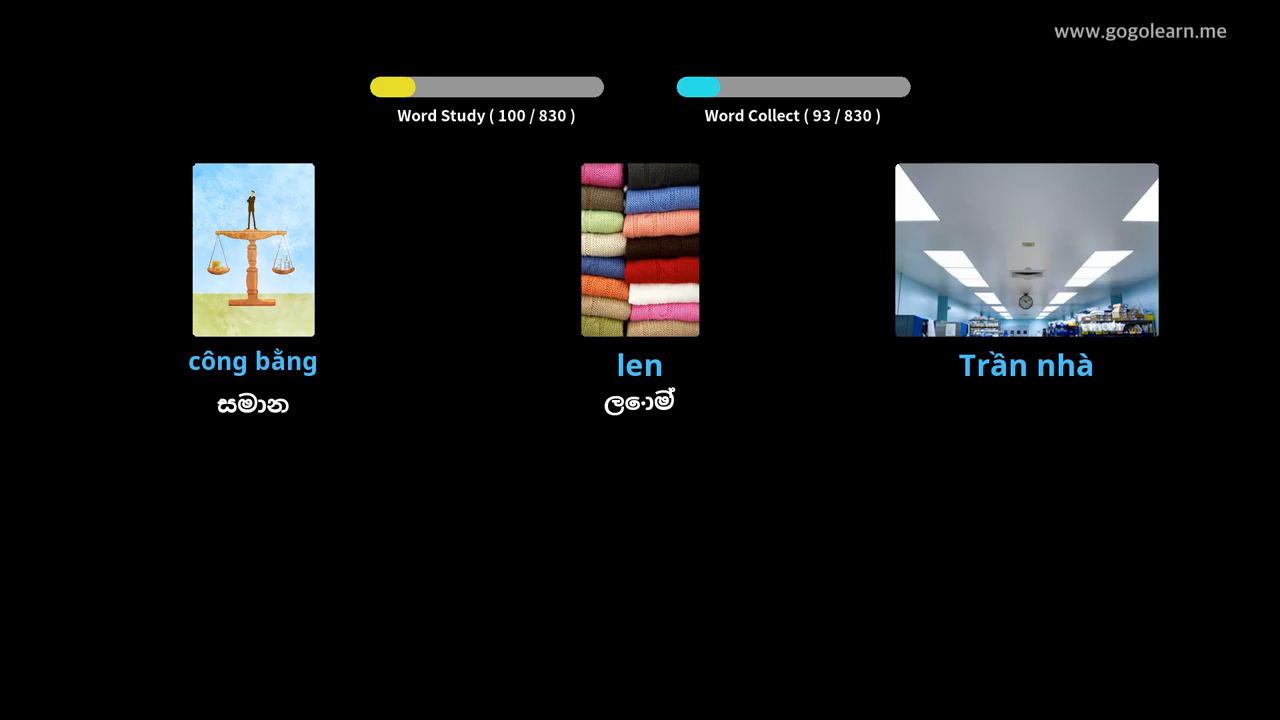 www.gogolearn.me
Word Study ( 100 / 830 )
Word Collect ( 93 / 830 )
công bằng
සමාන
len
ලොම්
Trần nhà